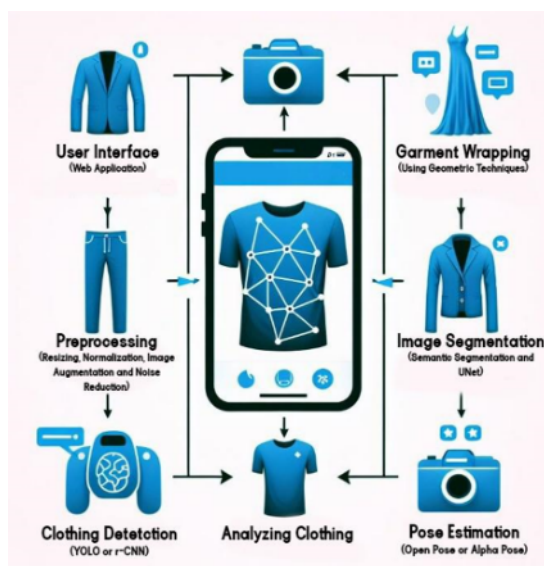 User Interface
(Web Application)
Garment Wrapping
(Using Geometric Techniques)
Preprocessing
(Resizing, Normalization, Image
Augmentation and Noise
Reduction)
Image Segmentation
(Semantic Segmentation and
UNet)
Clothing Detetction
(YOLO or r-CNN)
Analyzing Clothing
Pose Estimation
(Open Pose or Alpha Pose)